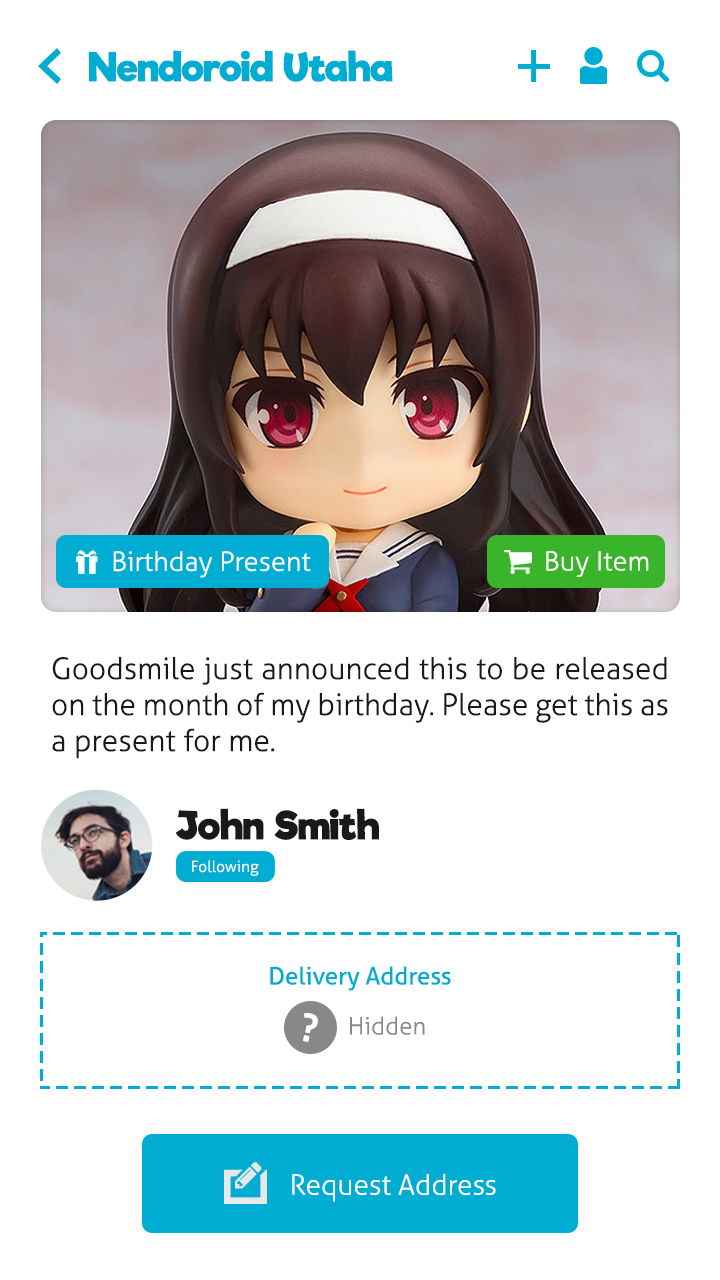 Nendoroid Utaha
Birthday Present
Buy Item
Goodsmile just announced this to be released
on the month of my birthday. Please get this as
a present for me.
John Smith
Following
Delivery Address
? Hidden
Request Address